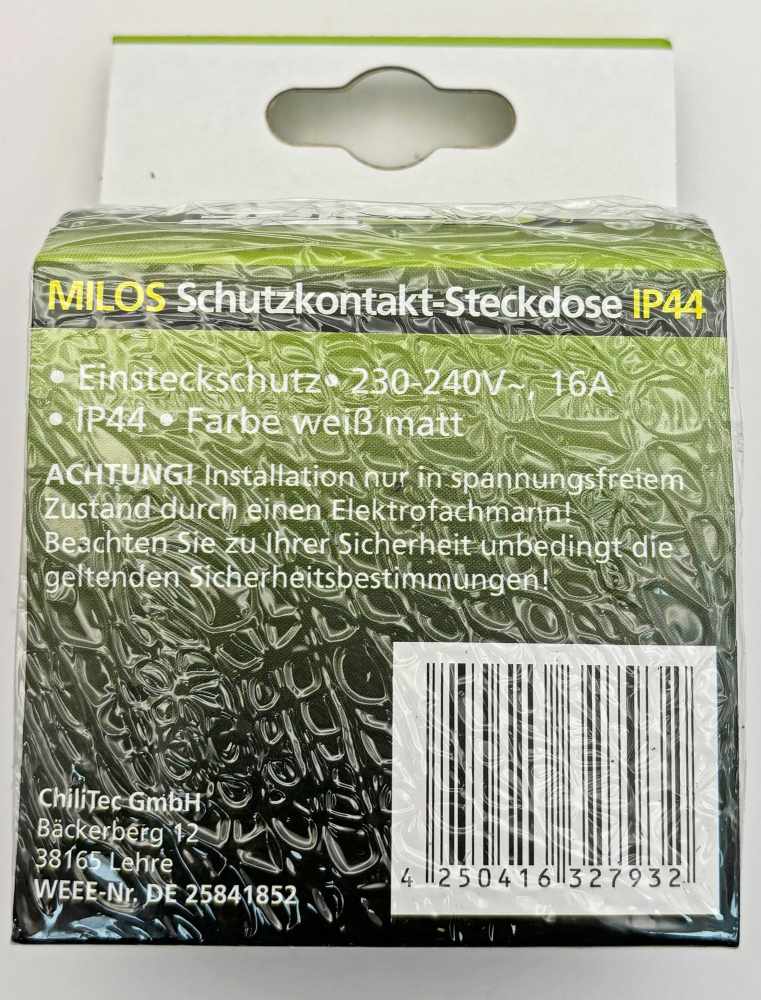 MILOS Schutzkontakt-Steckdose IP44
• Einsteckschutz • 230-240V~, 16A
• IP44 • Farbe weiß matt
ACHTUNG! Installation nur in spannungsfreiem
Zustand durch einen Elektrofachmann!
Beachten Sie zu Ihrer Sicherheit unbedingt die
geltenden Sicherheitsbestimmungen!
ChiliTec GmbH
Bäckerberg 12
38165 Lehre
WEEE-Nr. DE 25841852
4 250416 327932